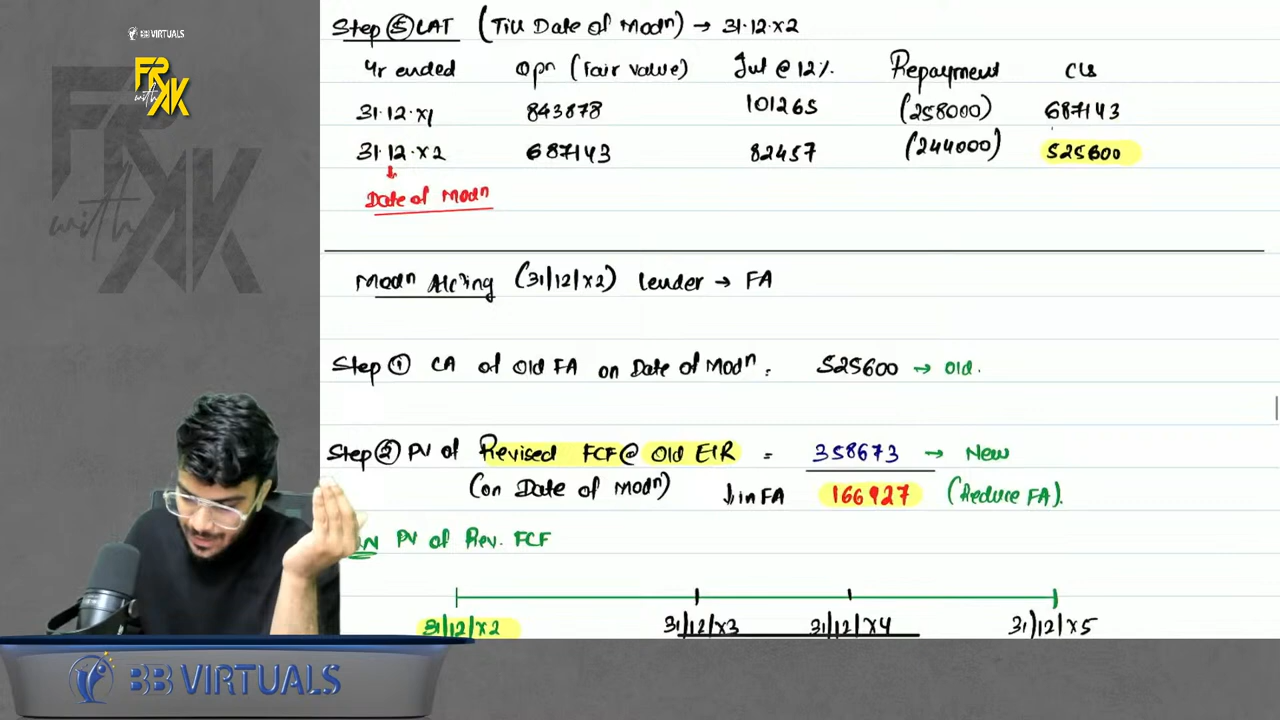 BB VIRTUALS
FR
with
AK
Step ⑤ LAT (Till Date of Modⁿ) → 31.12.X2
Yr ended Opn (Fair Value) Int @ 12% Repayment Cls
31.12.X1 843878 101265 (258000) 687143
31.12.X2 687143 82457 (244000) 525600
Date of Modⁿ
Modⁿ Ac'ing (31/12/X2) lender → FA
Step ① CA of Old FA on Date of Modⁿ: 525600 → Old.
Step ② PV of Revised FCF @ Old EIR = 358673 → New
(on Date of Modⁿ) ↓ in FA 166927 (Reduce FA).
PV of Rev. FCF
31/12/X2 31/12/X3 31/12/X4 31/12/X5
BB VIRTUALS